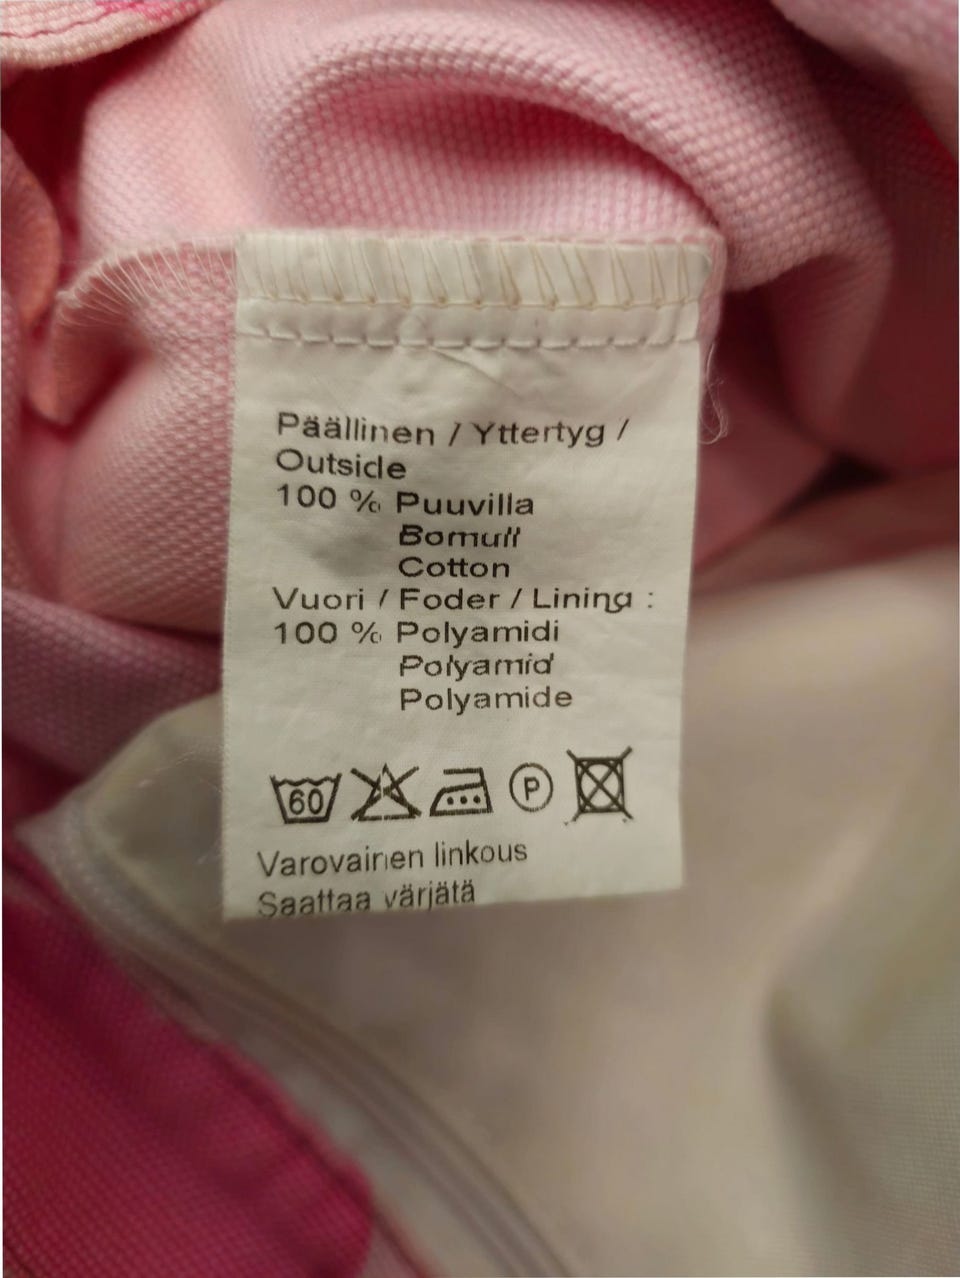 Päällinen / Yttertyg /
Outside
100 % Puuvilla
Bomull
Cotton
Vuori / Foder / Lining :
100 % Polyamidi
Polyamid
Polyamide
60 P
Varovainen linkous
Saattaa värjätä